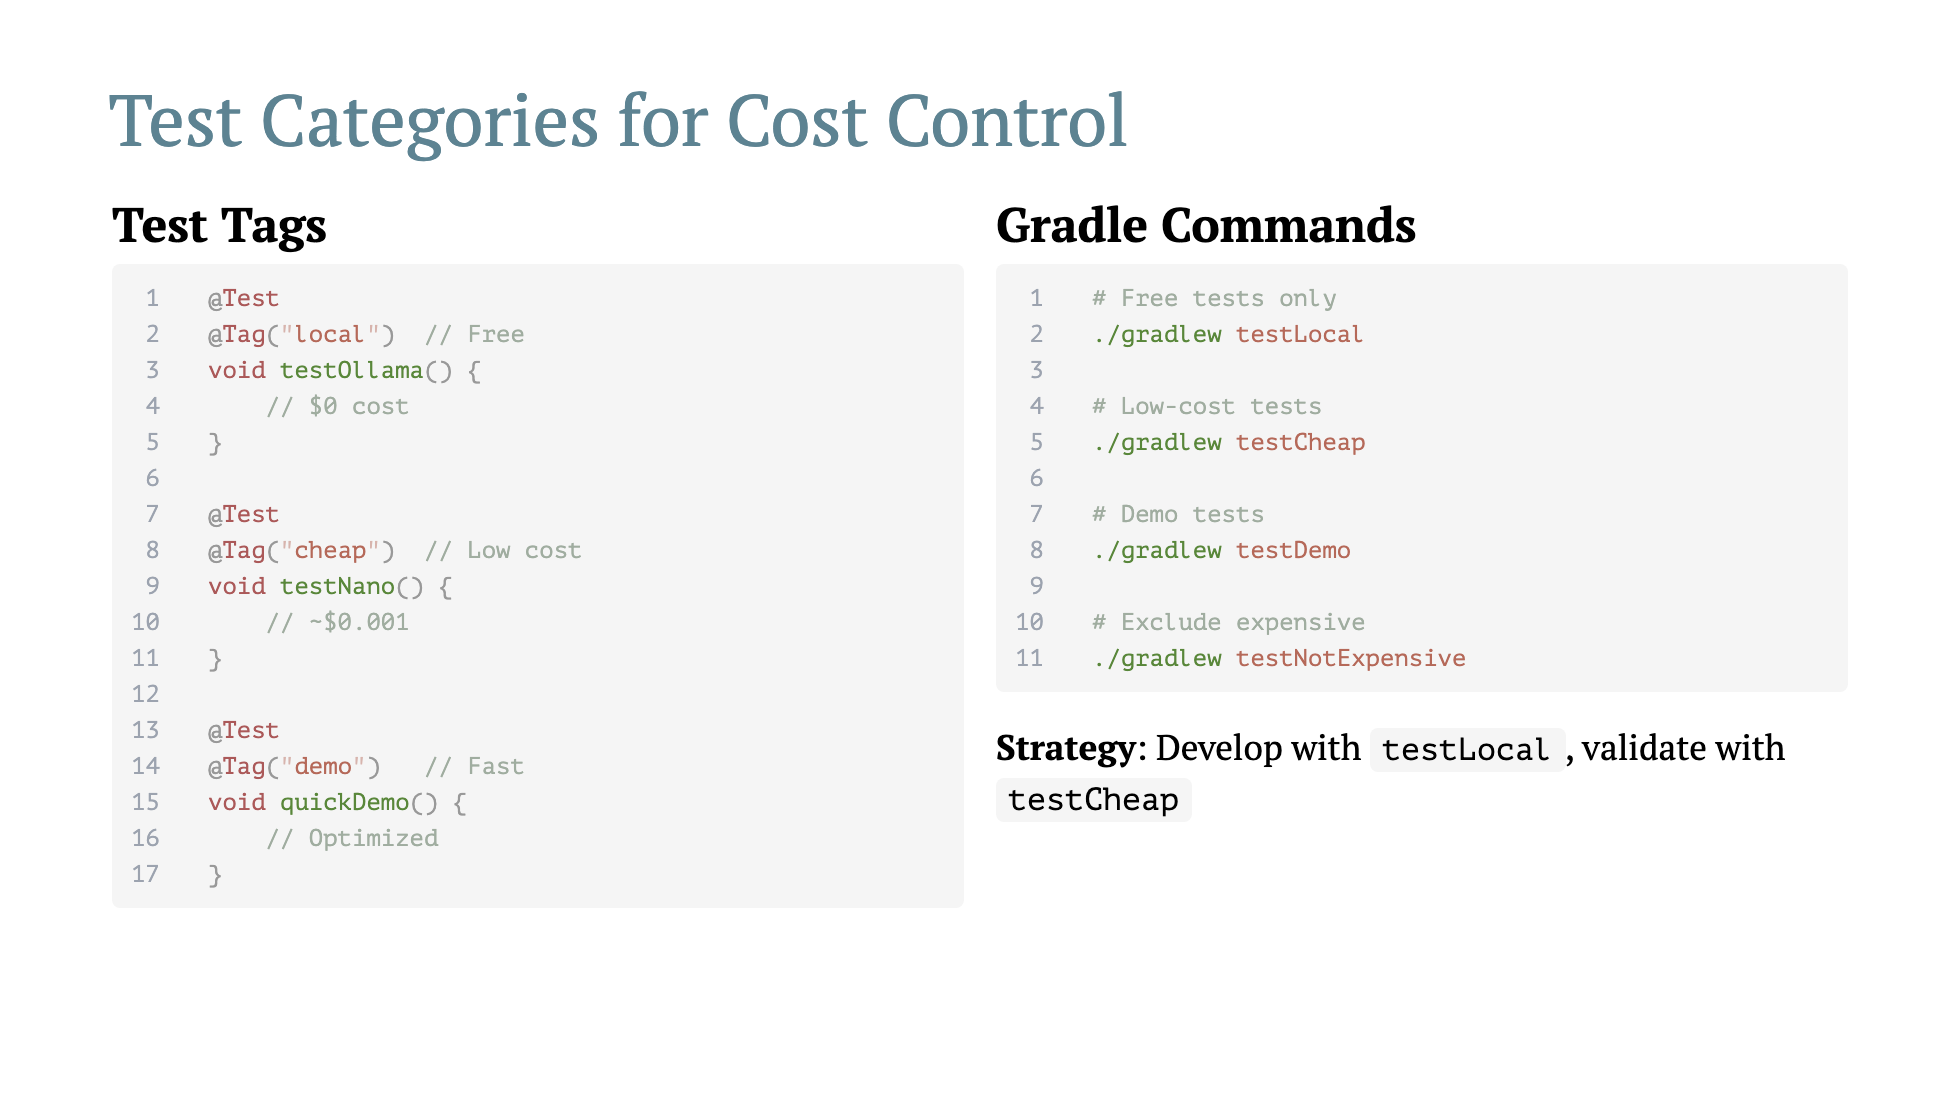 Test Categories for Cost Control
Test Tags
1 @Test
2 @Tag("local")  // Free
3 void testOllama() {
4     // $0 cost
5 }
6
7 @Test
8 @Tag("cheap")  // Low cost
9 void testNano() {
10     // ~$0.001
11 }
12
13 @Test
14 @Tag("demo")   // Fast
15 void quickDemo() {
16     // Optimized
17 }
Gradle Commands
1 # Free tests only
2 ./gradlew testLocal
3
4 # Low-cost tests
5 ./gradlew testCheap
6
7 # Demo tests
8 ./gradlew testDemo
9
10 # Exclude expensive
11 ./gradlew testNotExpensive
Strategy: Develop with testLocal, validate with
testCheap